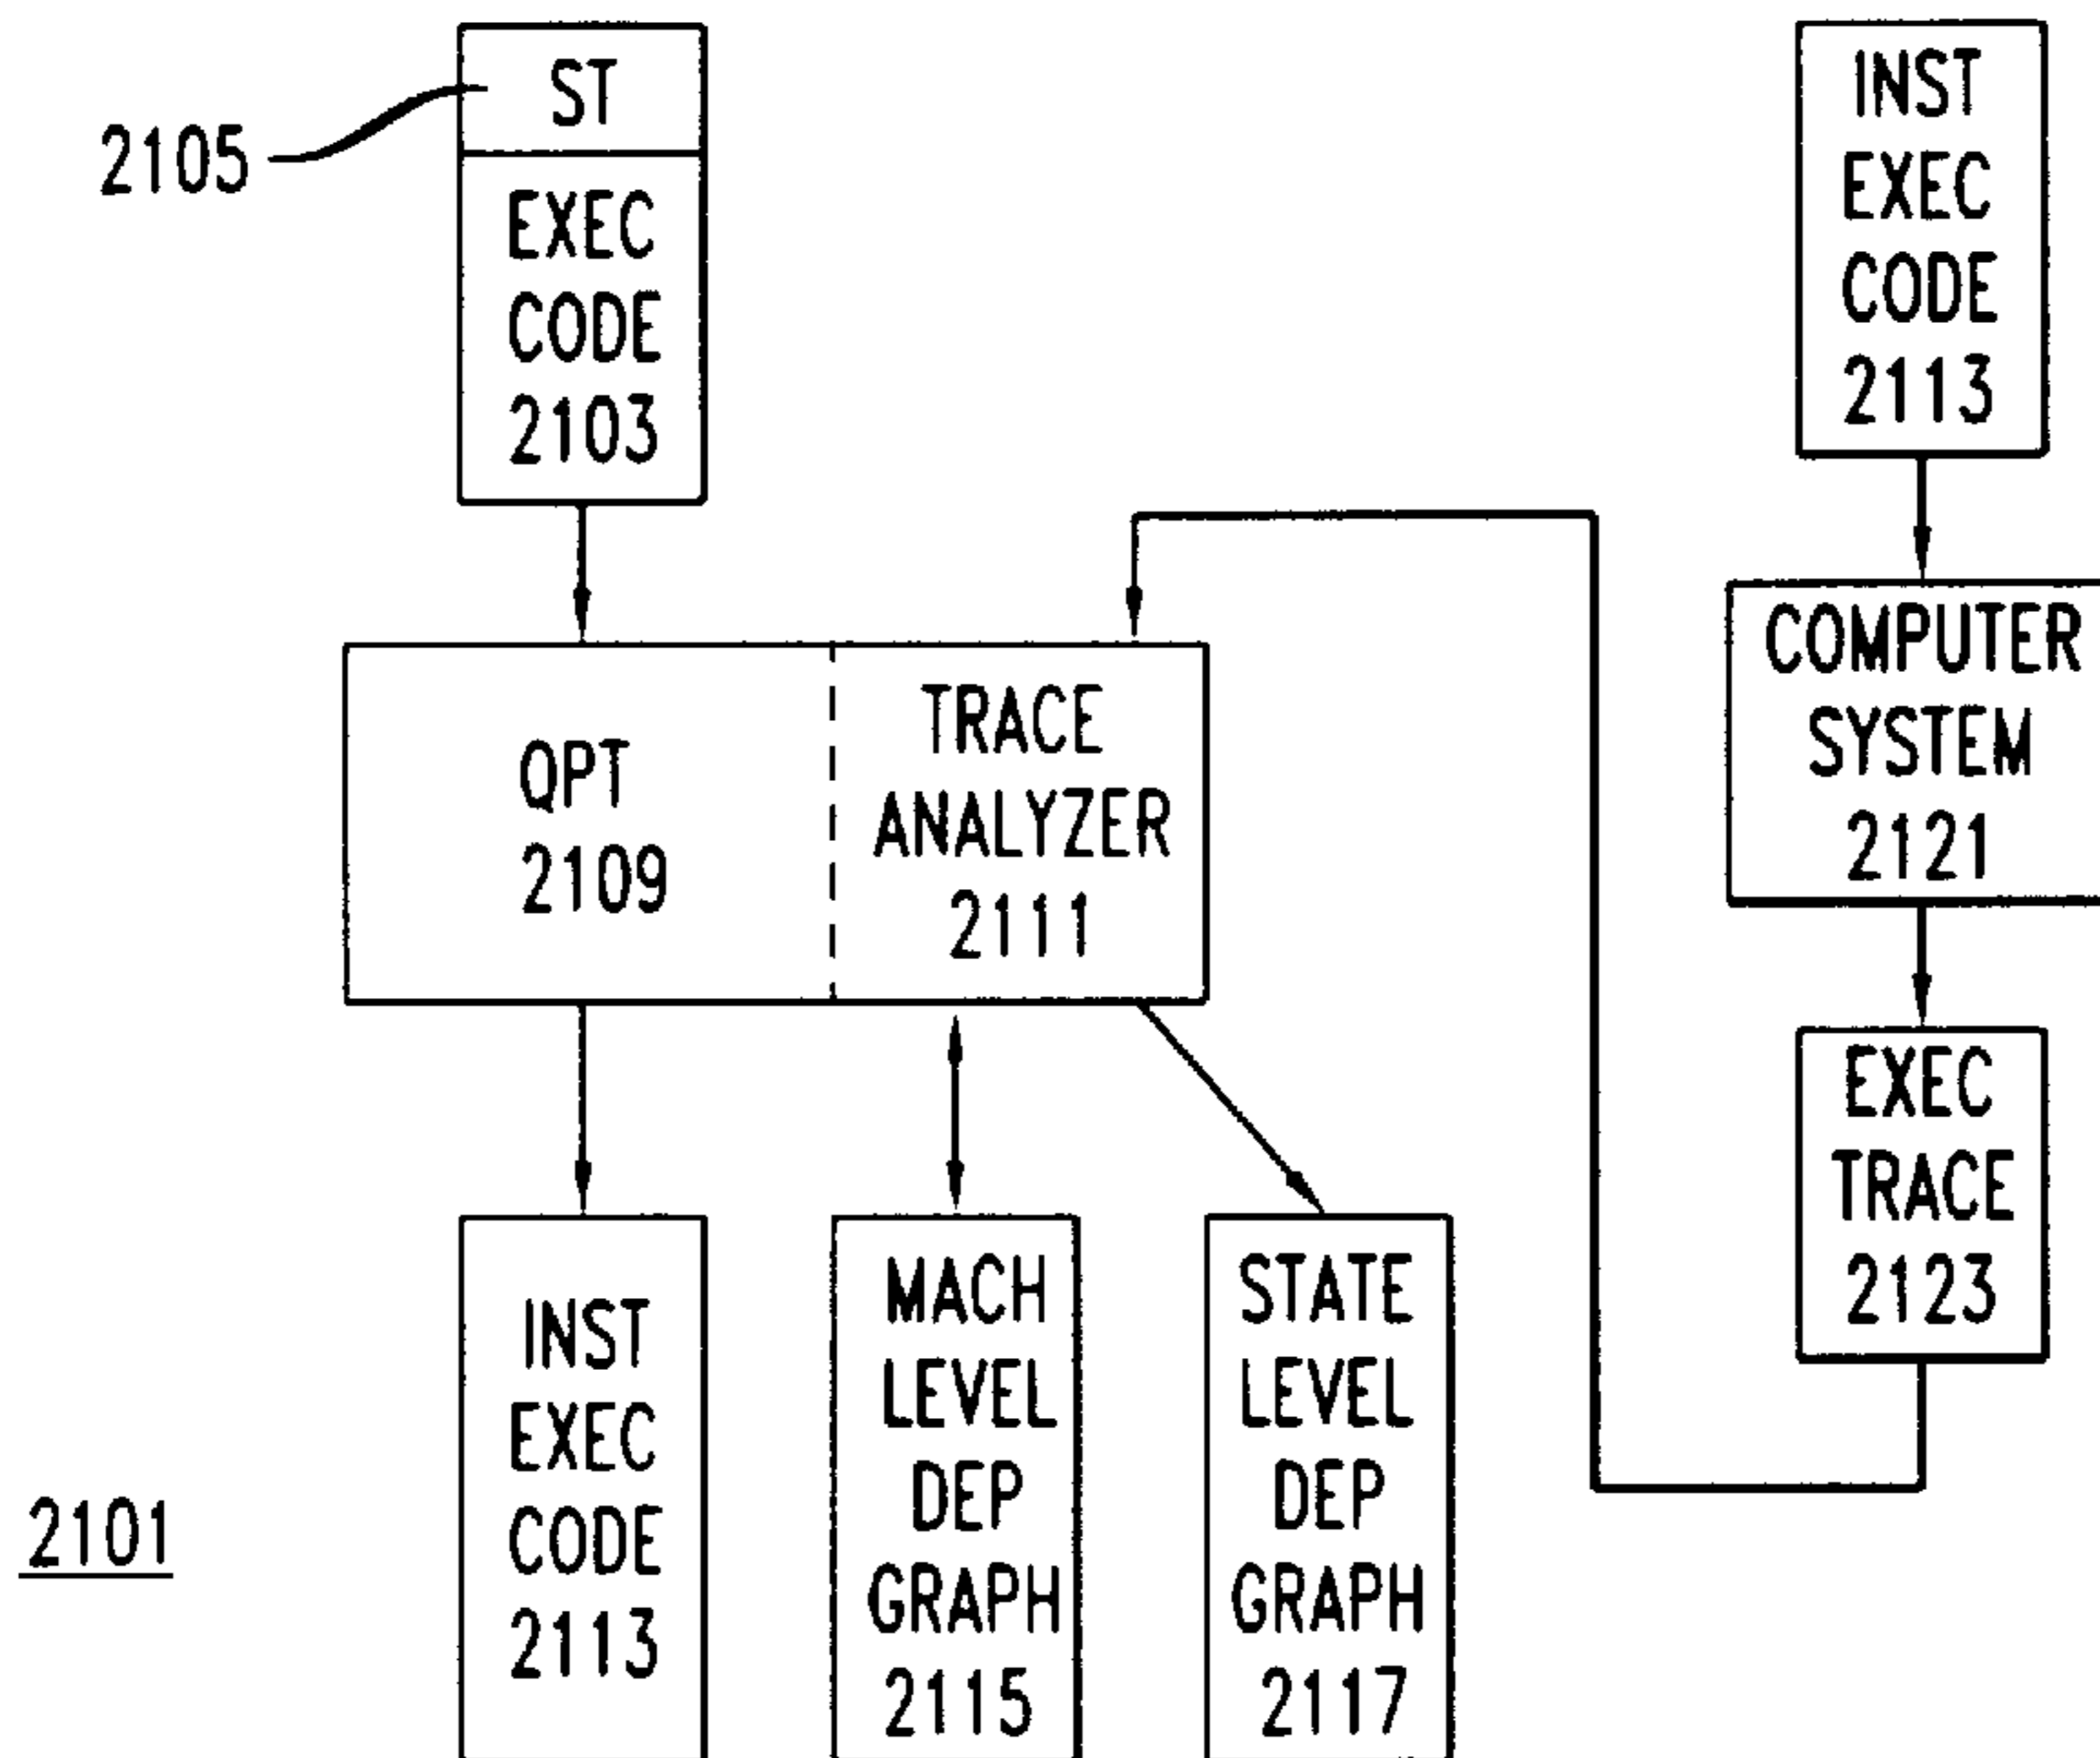 ST
2105
EXEC
CODE
2103
INST
EXEC
CODE
2113
QPT
2109
TRACE
ANALYZER
2111
COMPUTER
SYSTEM
2121
EXEC
TRACE
2123
INST
EXEC
CODE
2113
MACH
LEVEL
DEP
GRAPH
2115
STATE
LEVEL
DEP
GRAPH
2117
2101